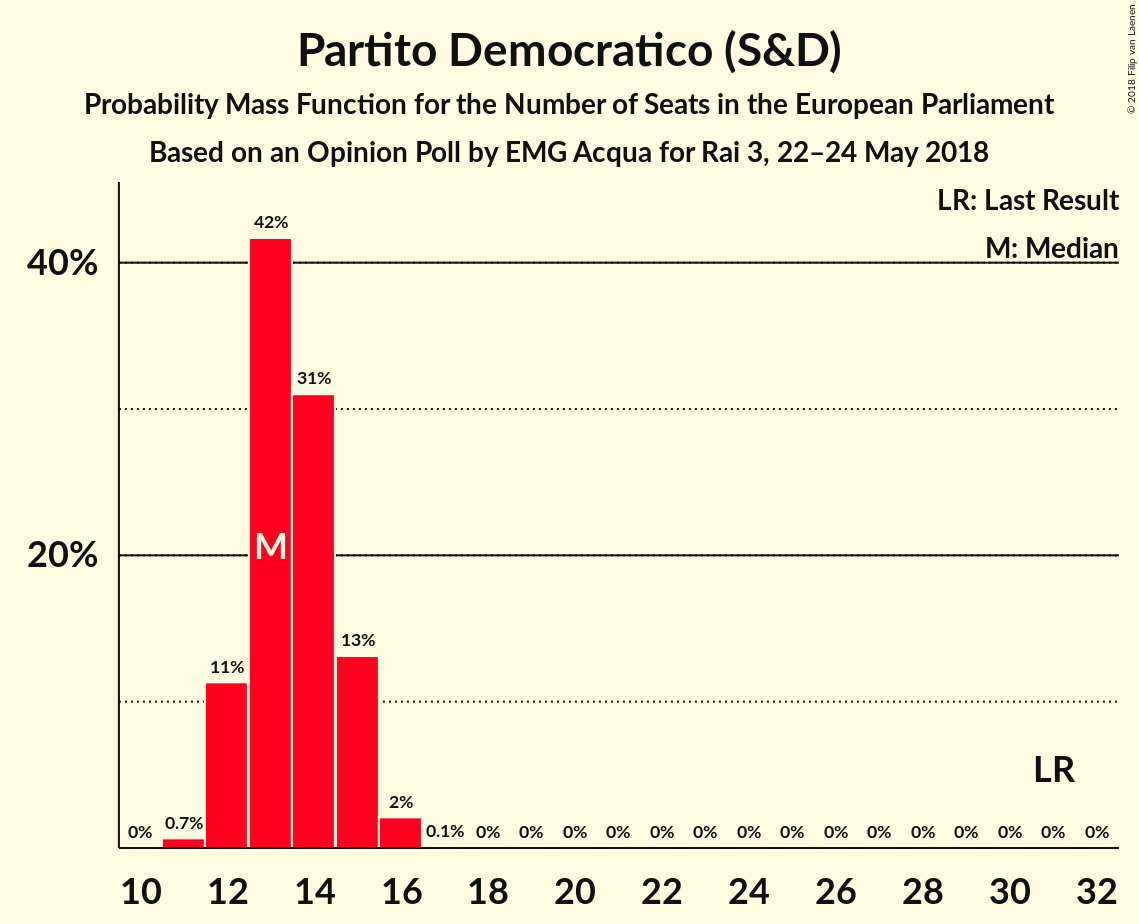 Partito Democratico (S&D)
Probability Mass Function for the Number of Seats in the European Parliament
Based on an Opinion Poll by EMG Acqua for Rai 3, 22–24 May 2018
© 2018 Filip van Laenen
LR: Last Result
M: Median
40%
20%
42%
31%
13%
11%
2%
0% 0.7% 0.1% 0% 0% 0% 0% 0% 0% 0% 0% 0% 0% 0% 0% 0% 0% 0%
M
LR
10 12 14 16 18 20 22 24 26 28 30 32